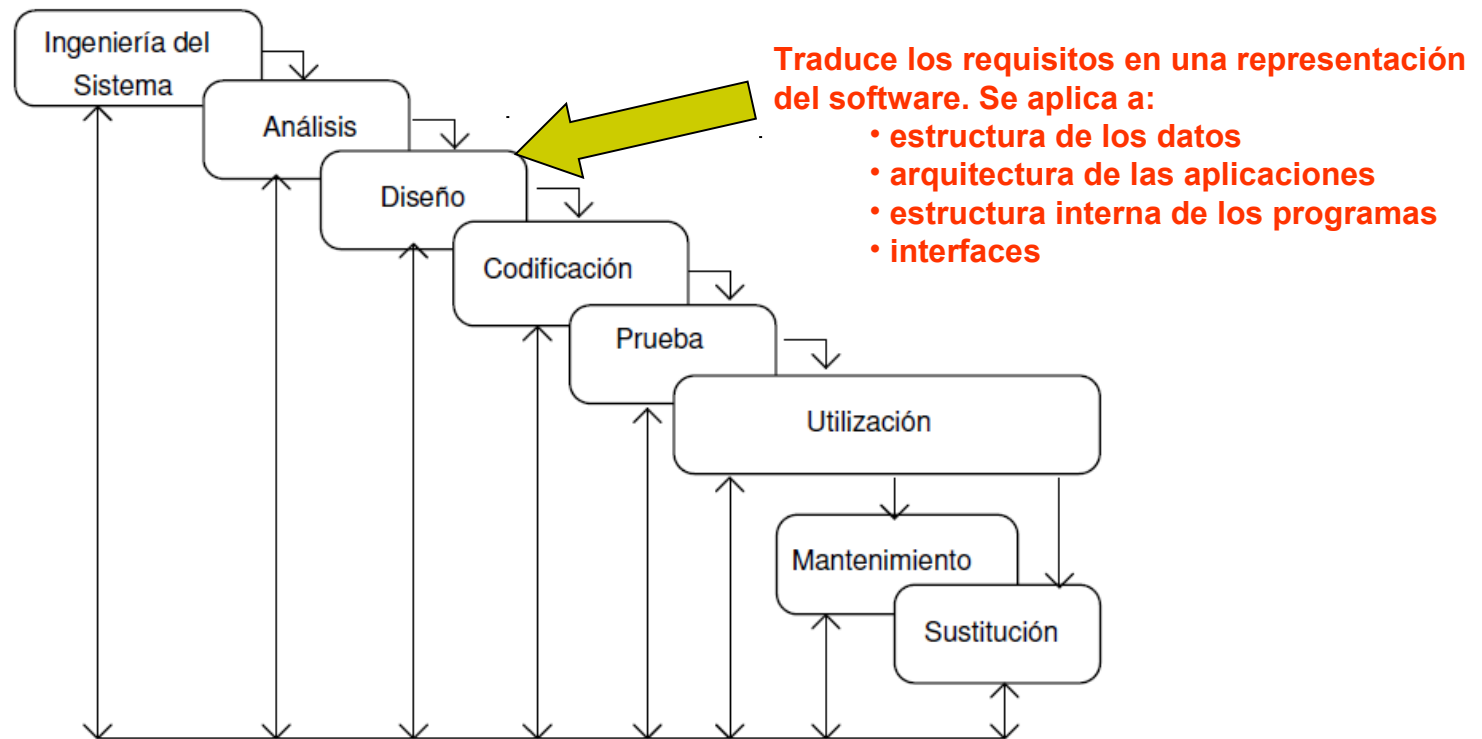 Ingeniería del
Sistema
Análisis
Diseño
Codificación
Prueba
Utilización
Mantenimiento
Sustitución
Traduce los requisitos en una representación
del software. Se aplica a:
• estructura de los datos
• arquitectura de las aplicaciones
• estructura interna de los programas
• interfaces